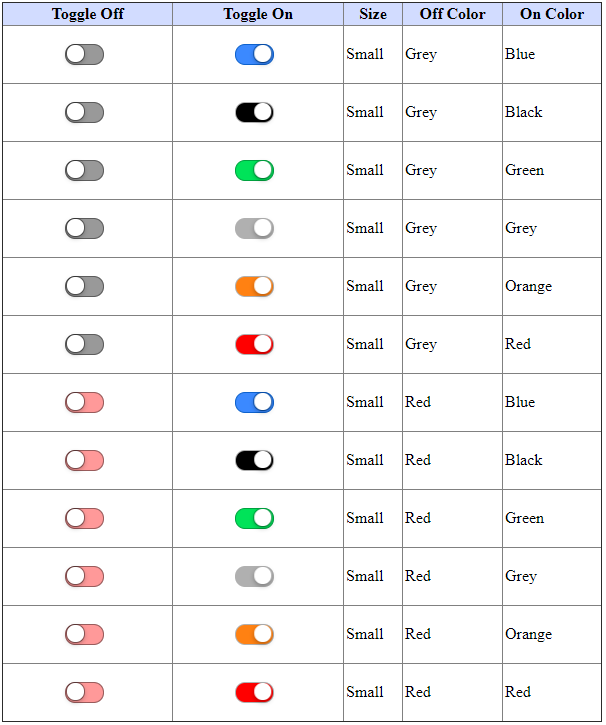 Toggle Off Toggle On Size Off Color On Color
Small Grey Blue
Small Grey Black
Small Grey Green
Small Grey Grey
Small Grey Orange
Small Grey Red
Small Red Blue
Small Red Black
Small Red Green
Small Red Grey
Small Red Orange
Small Red Red